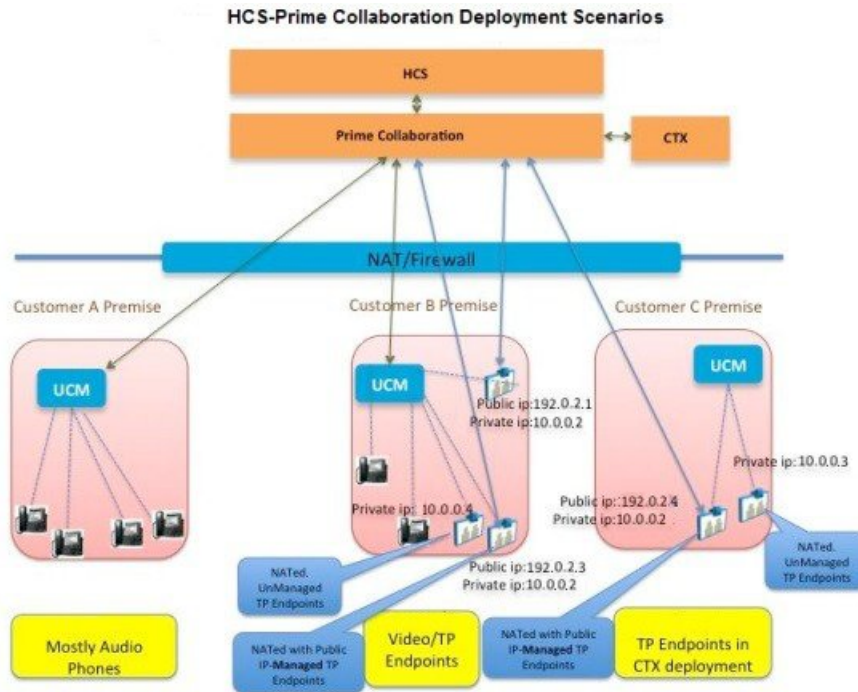 HCS-Prime Collaboration Deployment Scenarios
HCS
Prime Collaboration
CTX
NAT/Firewall
Customer A Premise
Customer B Premise
Customer C Premise
UCM
UCM
UCM
Public ip:192.0.2.1
Private ip:10.0.0.2
Private ip:10.0.0.3
Private ip: 10.0.0.4
Public ip:192.0.2.4
Private ip:10.0.0.2
Public ip:192.0.2.3
Private ip:10.0.0.2
NATed.
UnManaged
TP Endpoints
NATed.
UnManaged
TP Endpoints
Mostly Audio
Phones
NATed with Public
IP-Managed TP
Endpoints
Video/TP
Endpoints
NATed with Public
IP-Managed TP
Endpoints
TP Endpoints in
CTX deployment